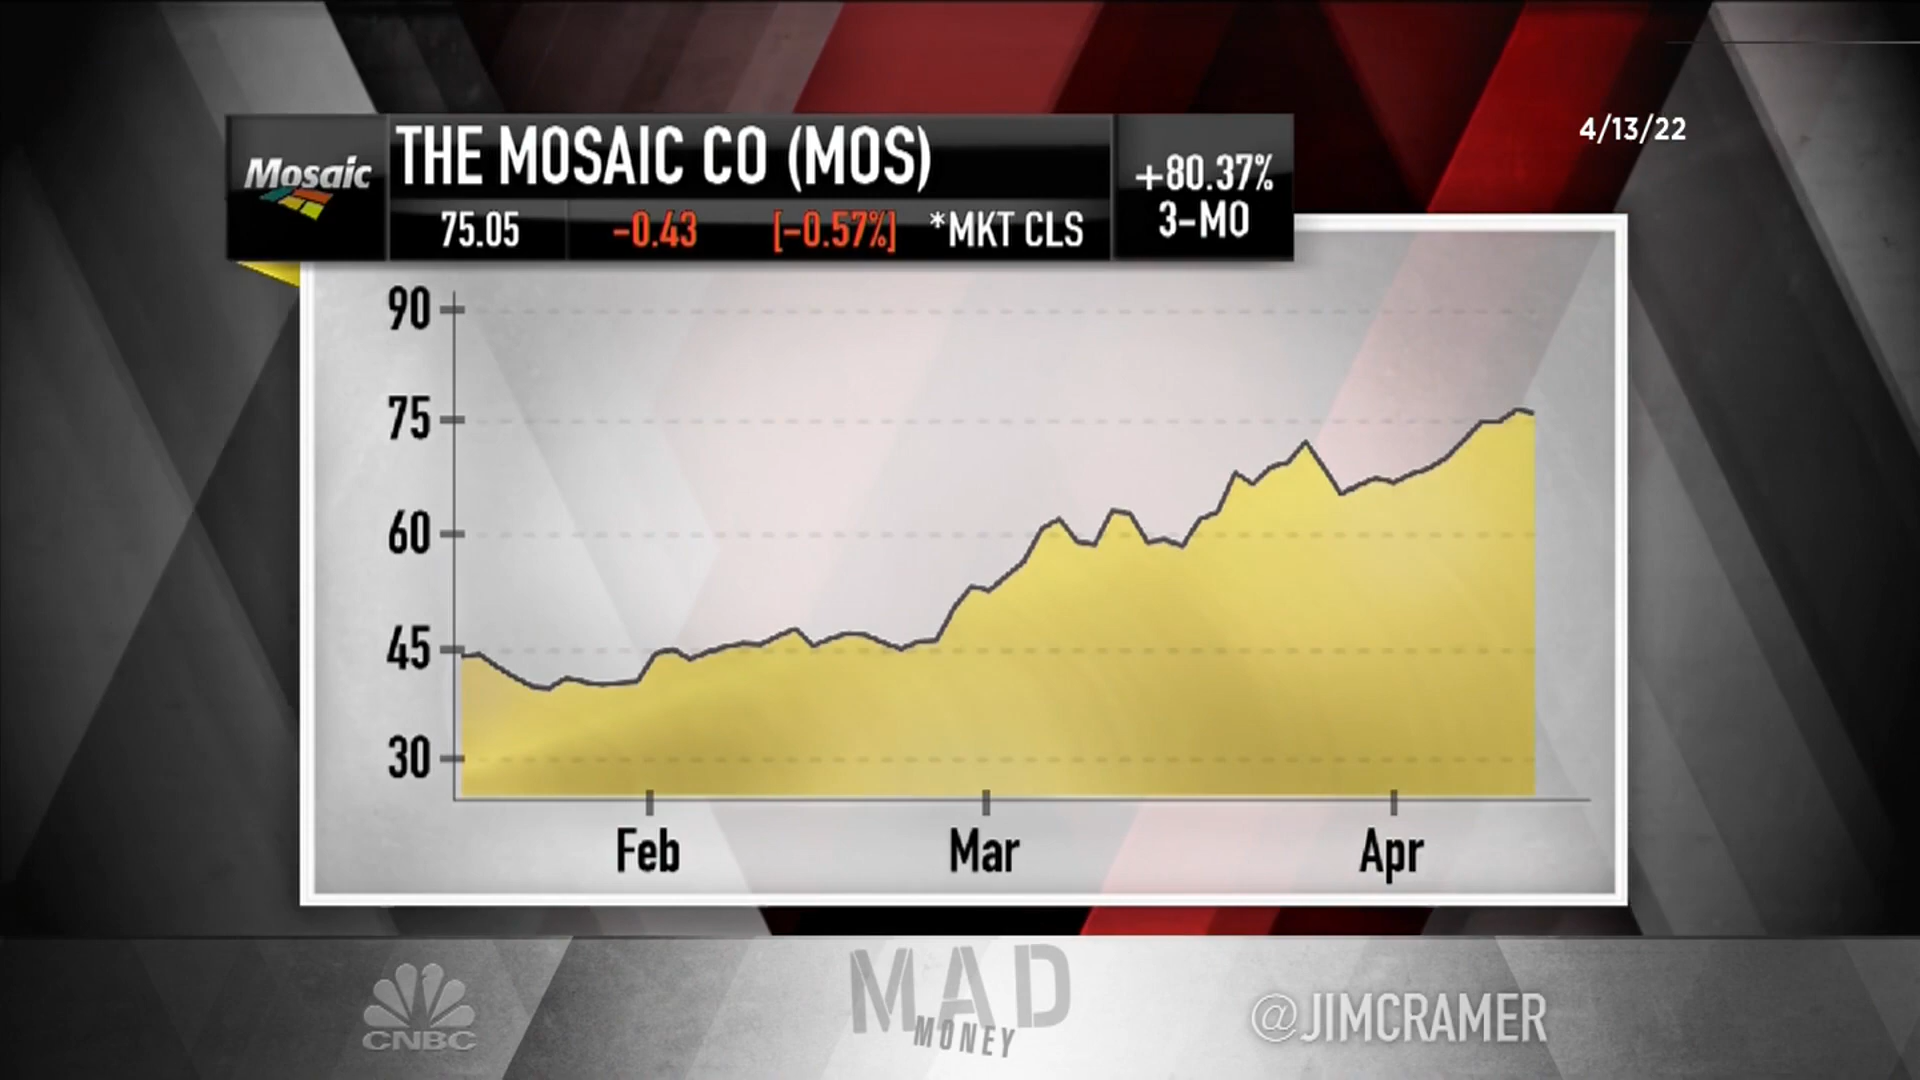 4/13/22
Mosaic
THE MOSAIC CO (MOS)
75.05 -0.43 [-0.57%] *MKT CLS
+80.37%
3-MO
90
75
60
45
30
Feb Mar Apr
CNBC
MAD
MONEY
@JIMCRAMER